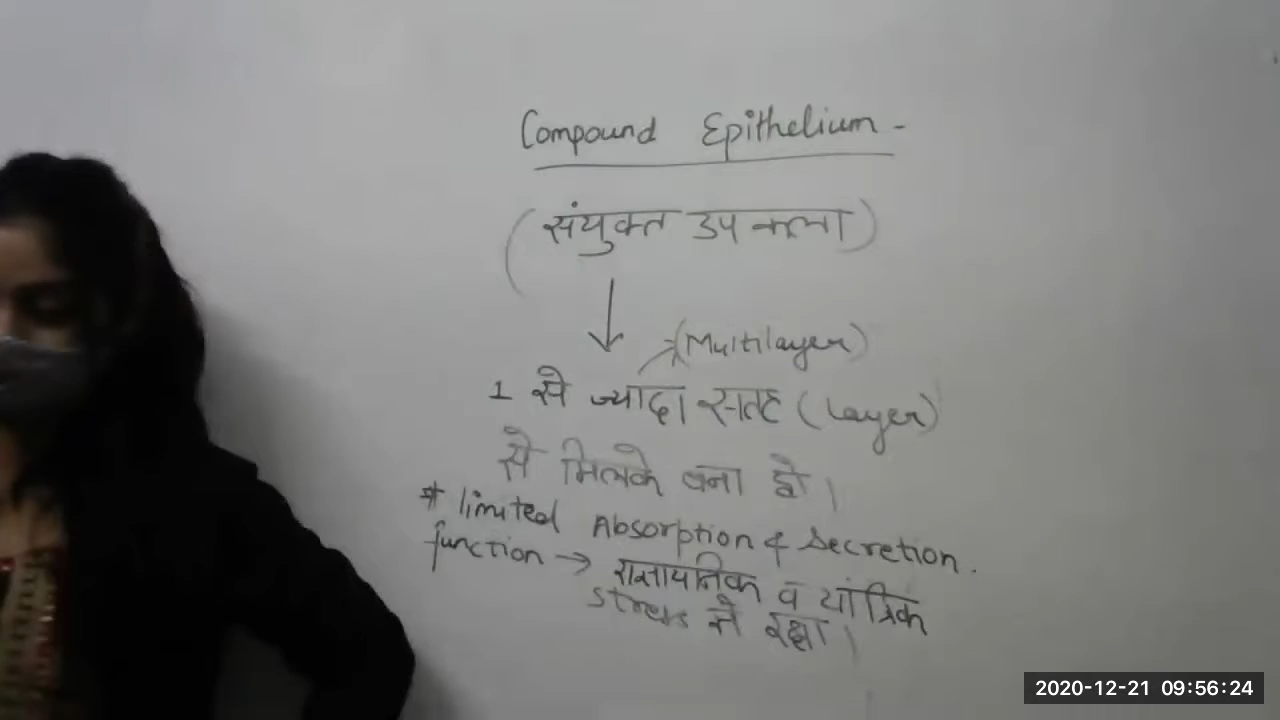 Compound Epithelium -
(संयुक्त उपकला)
(Multilayer)
1 से ज्यादा सतह (layer)
से मिलके बना हो।
* limited Absorption & Secretion.
function → रासायनिक व यांत्रिक
stress से रक्षा।
2020-12-21 09:56:24